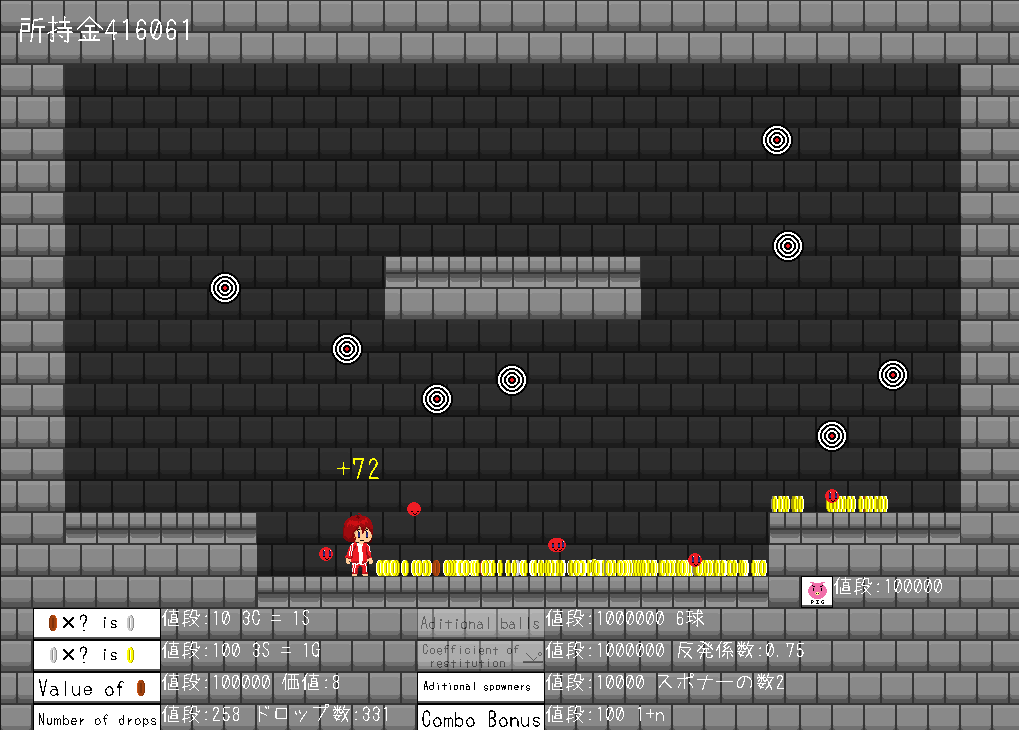 所持金416061
+72
値段:100000
PIG
×? is
値段:10 3C = 1S
Aditional balls
値段:1000000 6球
×? is
値段:100 3S = 1G
Coefficient of
restitution
値段:1000000 反発係数:0.75
Value of
値段:100000 価値:8
Aditional spowners
値段:10000 スポナーの数2
Number of drops
値段:258 ドロップ数:331
Combo Bonus
値段:100 1+n